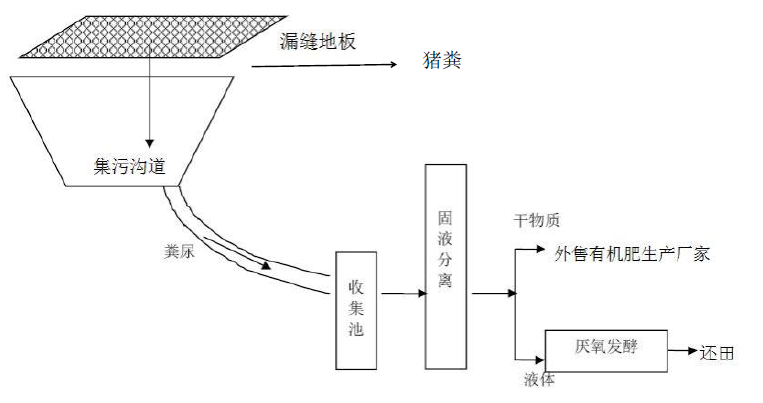 漏缝地板
猪粪
集污沟道
粪尿
收集池
固液分离
干物质
外售有机肥生产厂家
厌氧发酵
还田
液体